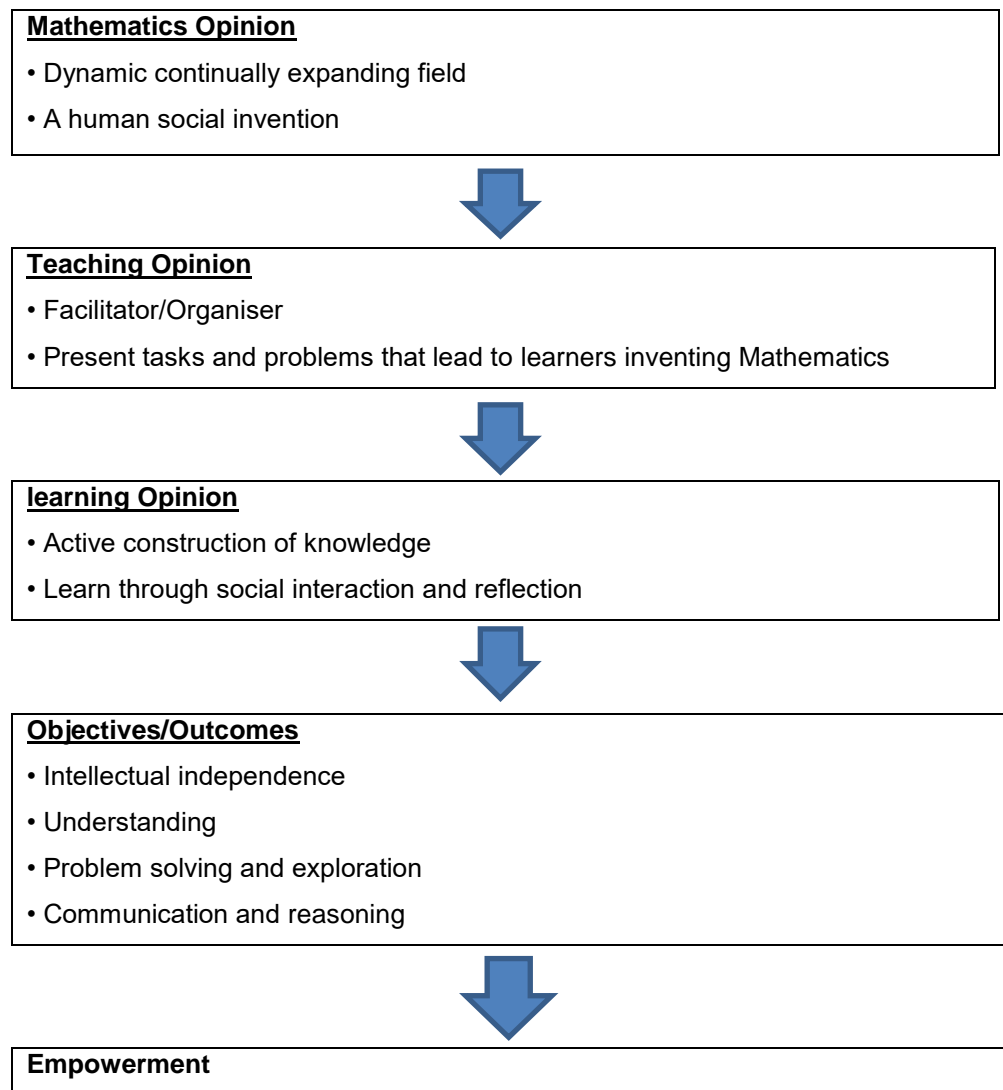 Mathematics Opinion
• Dynamic continually expanding field
• A human social invention
Teaching Opinion
• Facilitator/Organiser
• Present tasks and problems that lead to learners inventing Mathematics
learning Opinion
• Active construction of knowledge
• Learn through social interaction and reflection
Objectives/Outcomes
• Intellectual independence
• Understanding
• Problem solving and exploration
• Communication and reasoning
Empowerment